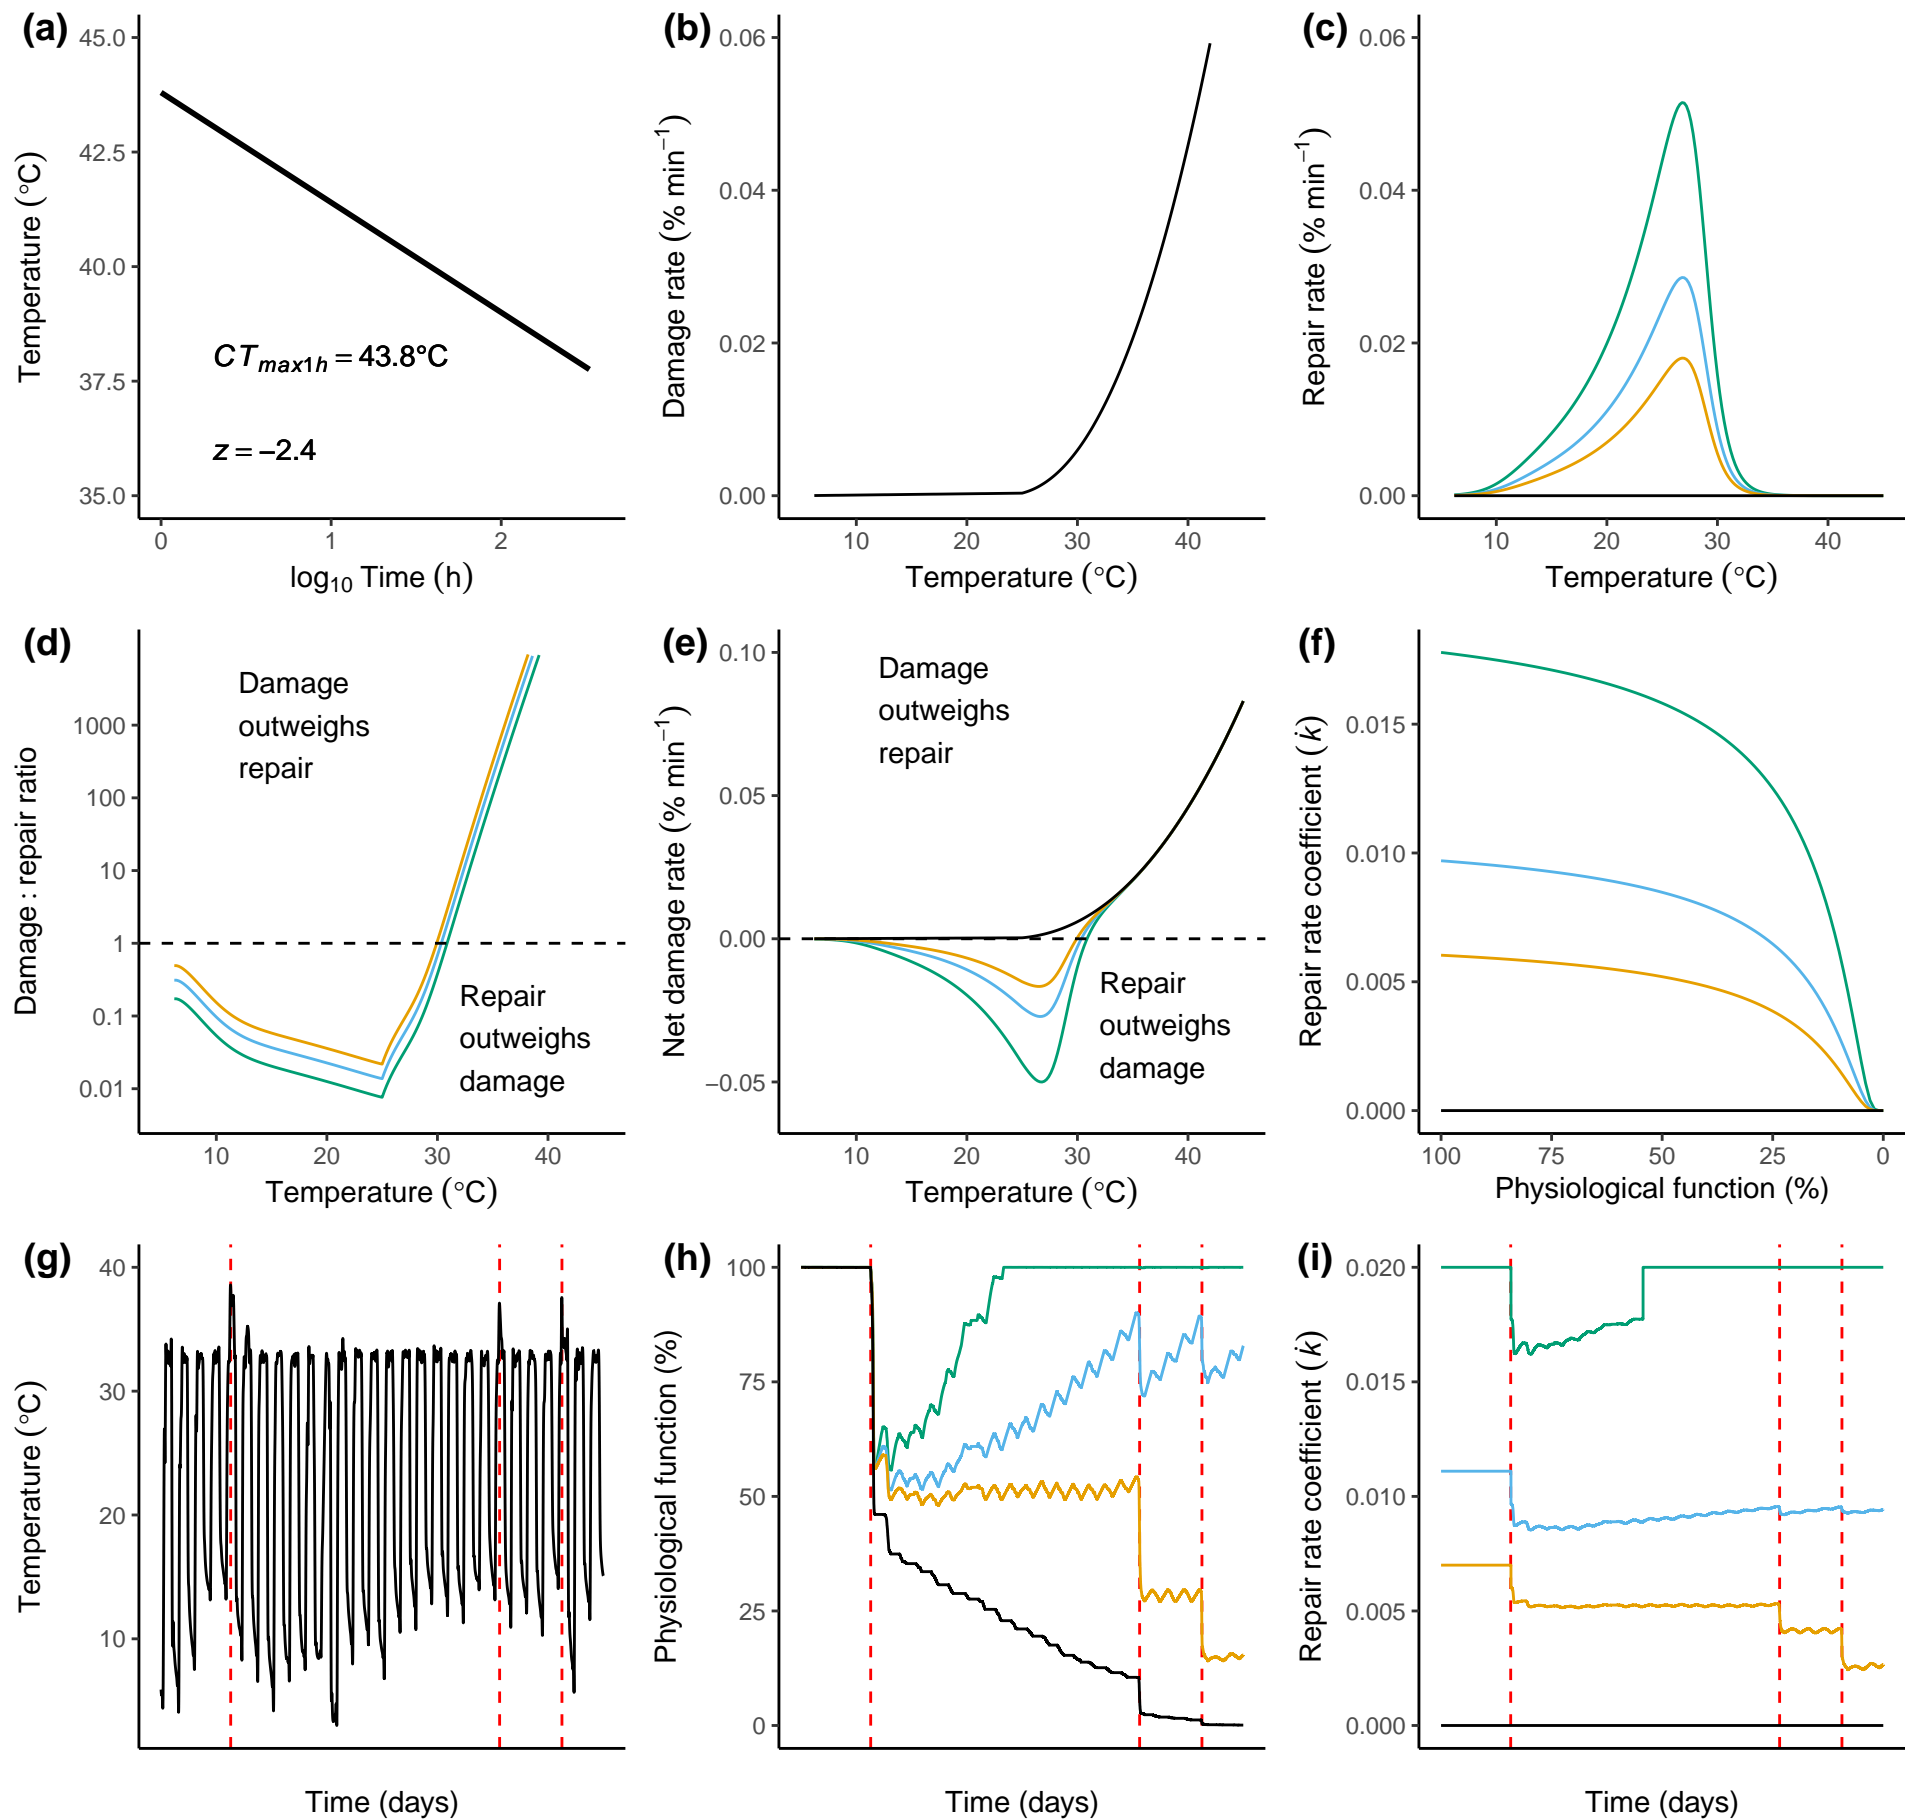 (a)
45.0
42.5
40.0
37.5
35.0
Temperature (°C)
CTmax1h = 43.8°C
z = −2.4
0 1 2
log10 Time (h)
(b)
0.06
0.04
0.02
0.00
Damage rate (% min−1)
10 20 30 40
Temperature (°C)
(c)
0.06
0.04
0.02
0.00
Repair rate (% min−1)
10 20 30 40
Temperature (°C)
(d)
1000
100
10
1
0.1
0.01
Damage : repair ratio
Damage
outweighs
repair
Repair
outweighs
damage
10 20 30 40
Temperature (°C)
(e)
0.10
0.05
0.00
−0.05
Net damage rate (% min−1)
Damage
outweighs
repair
Repair
outweighs
damage
10 20 30 40
Temperature (°C)
(f)
0.015
0.010
0.005
0.000
Repair rate coefficient (k̇)
100 75 50 25 0
Physiological function (%)
(g)
40
30
20
10
Temperature (°C)
Time (days)
(h)
100
75
50
25
0
Physiological function (%)
Time (days)
(i)
0.020
0.015
0.010
0.005
0.000
Repair rate coefficient (k̇)
Time (days)